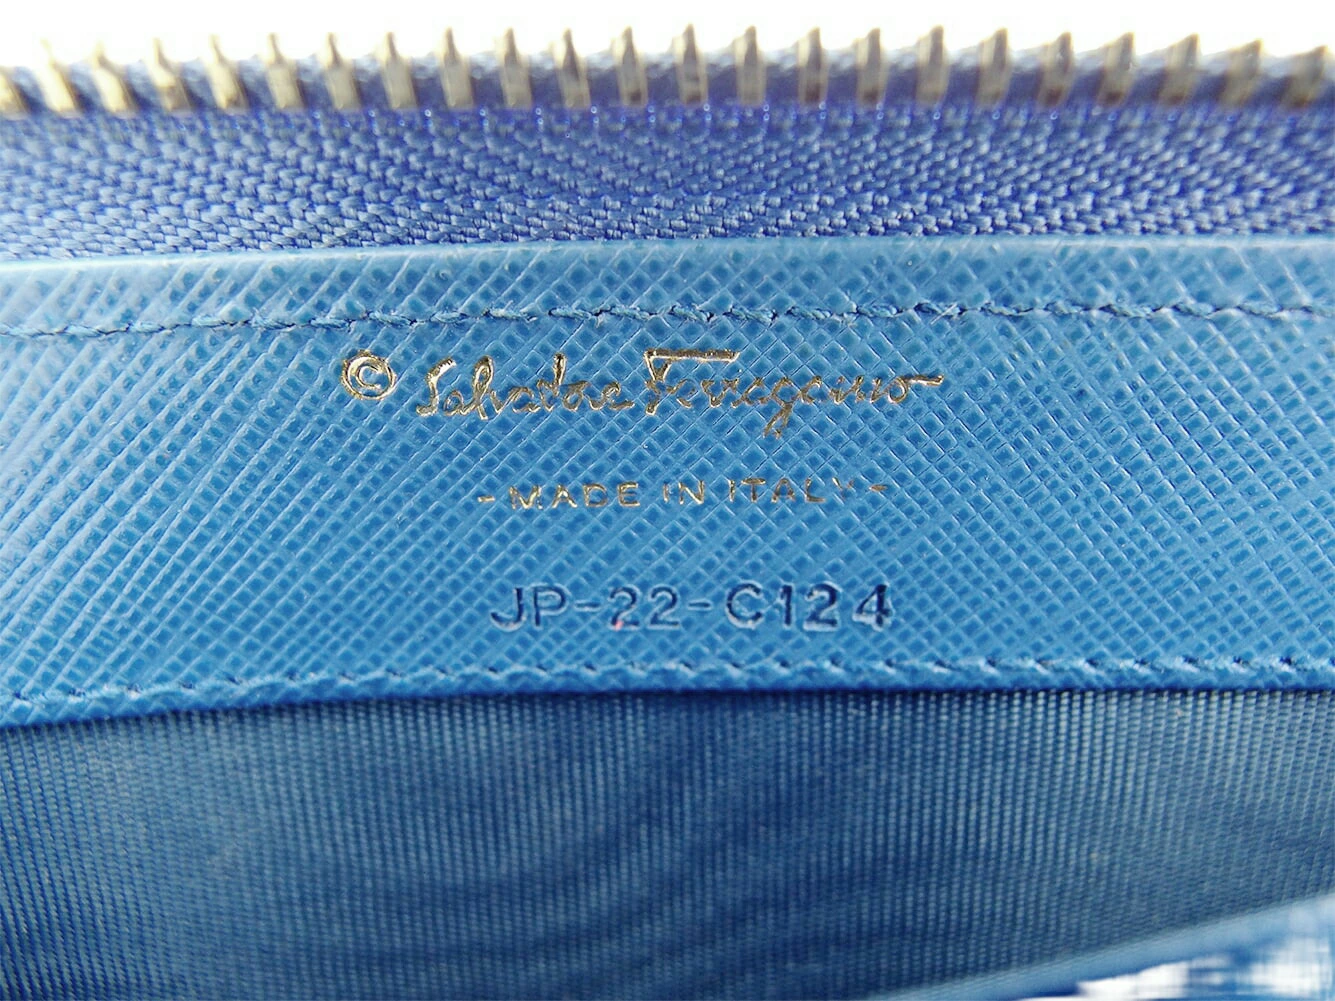 © Salvatore Ferragamo
- MADE IN ITALY -
JP-22-C124